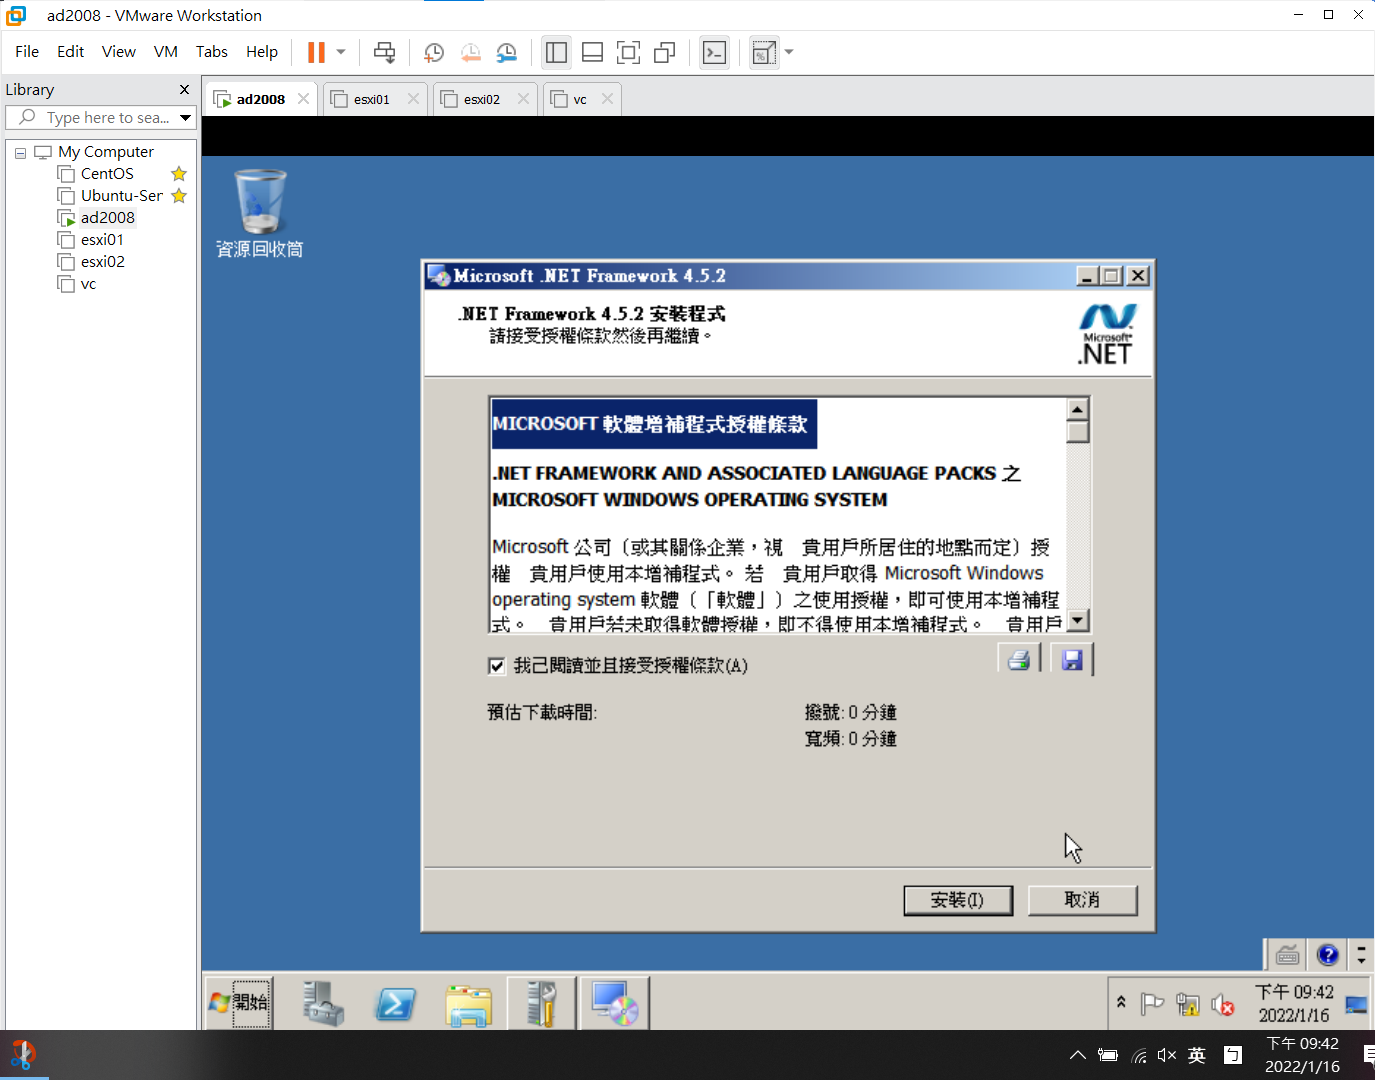 ad2008 - VMware Workstation
File Edit View VM Tabs Help
Library
ad2008
esxi01
esxi02
vc
Type here to sea...
My Computer
CentOS
Ubuntu-Ser
ad2008
esxi01
esxi02
vc
資源回收筒
Microsoft .NET Framework 4.5.2
.NET Framework 4.5.2 安裝程式
請接受授權條款然後再繼續。
Microsoft
.NET
MICROSOFT 軟體增補程式授權條款
.NET FRAMEWORK AND ASSOCIATED LANGUAGE PACKS 之
MICROSOFT WINDOWS OPERATING SYSTEM
Microsoft 公司（或其關係企業，視 貴用戶所居住的地點而定）授
權 貴用戶使用本增補程式。 若 貴用戶取得 Microsoft Windows
operating system 軟體（「軟體」）之使用授權，即可使用本增補程
式。 貴用戶若未取得軟體授權，即不得使用本增補程式。 貴用戶
我已閱讀並且接受授權條款(A)
預估下載時間:
撥號: 0 分鐘
寬頻: 0 分鐘
安裝(I)
取消
開始
下午 09:42
2022/1/16
英
下午 09:42
2022/1/16